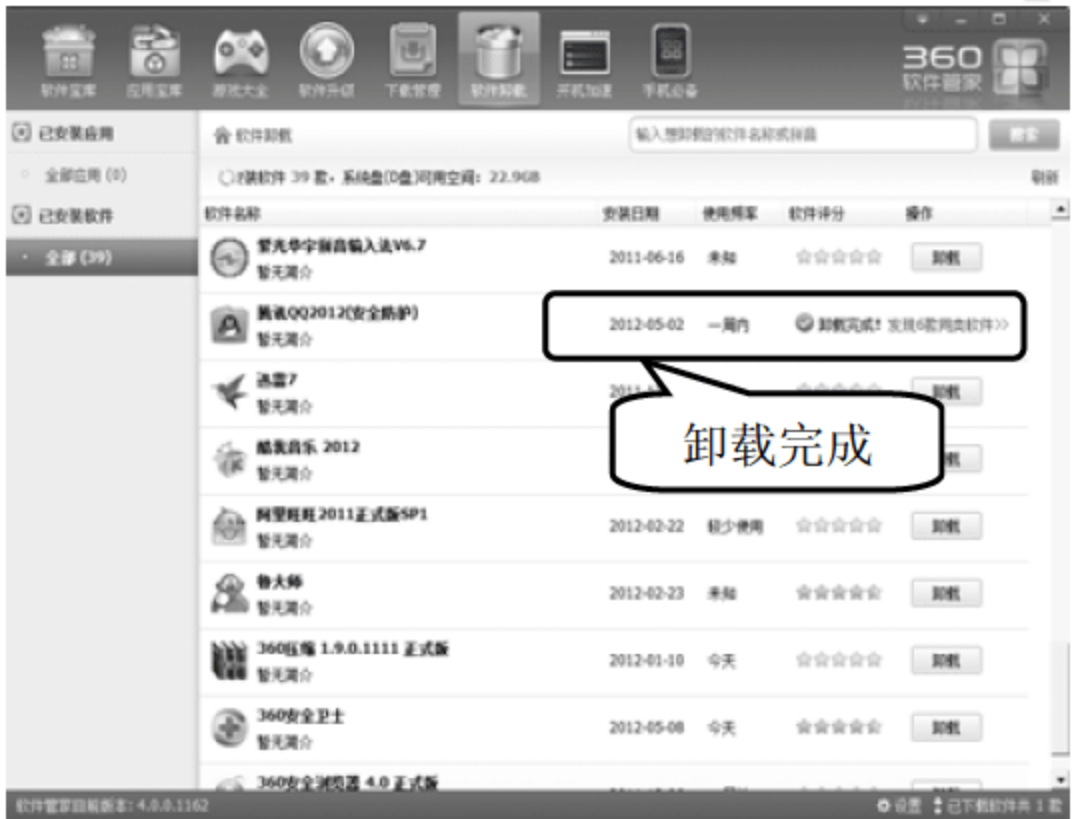 软件宝库 应用宝库 游戏大全 软件升级 下载管理 软件卸载 开机加速 手机必备
360
软件管家
已安装应用
全部应用 (0)
已安装软件
全部 (39)
软件卸载
输入想卸载的软件名称或拼音
搜索
装软件 39 款，系统盘(D盘)可用空间：22.9GB
刷新
软件名称 安装日期 使用频率 软件评分 操作
紫光华宇拼音输入法V6.7
暂无简介
2011-06-16 未知 卸载
腾讯QQ2012(安全防护)
暂无简介
2012-05-02 一周内 卸载完成! 发现6款同类软件>>
迅雷7
暂无简介
卸载
卸载完成
酷我音乐 2012
暂无简介
阿里旺旺2011正式版SP1
暂无简介
2012-02-22 较少使用 卸载
鲁大师
暂无简介
2012-02-23 未知 卸载
360压缩 1.9.0.1111 正式版
暂无简介
2012-01-10 今天 卸载
360安全卫士
暂无简介
2012-05-08 今天 卸载
360安全浏览器 4.0 正式版
软件管家目前版本: 4.0.0.1162
设置 已下载软件共 1 款